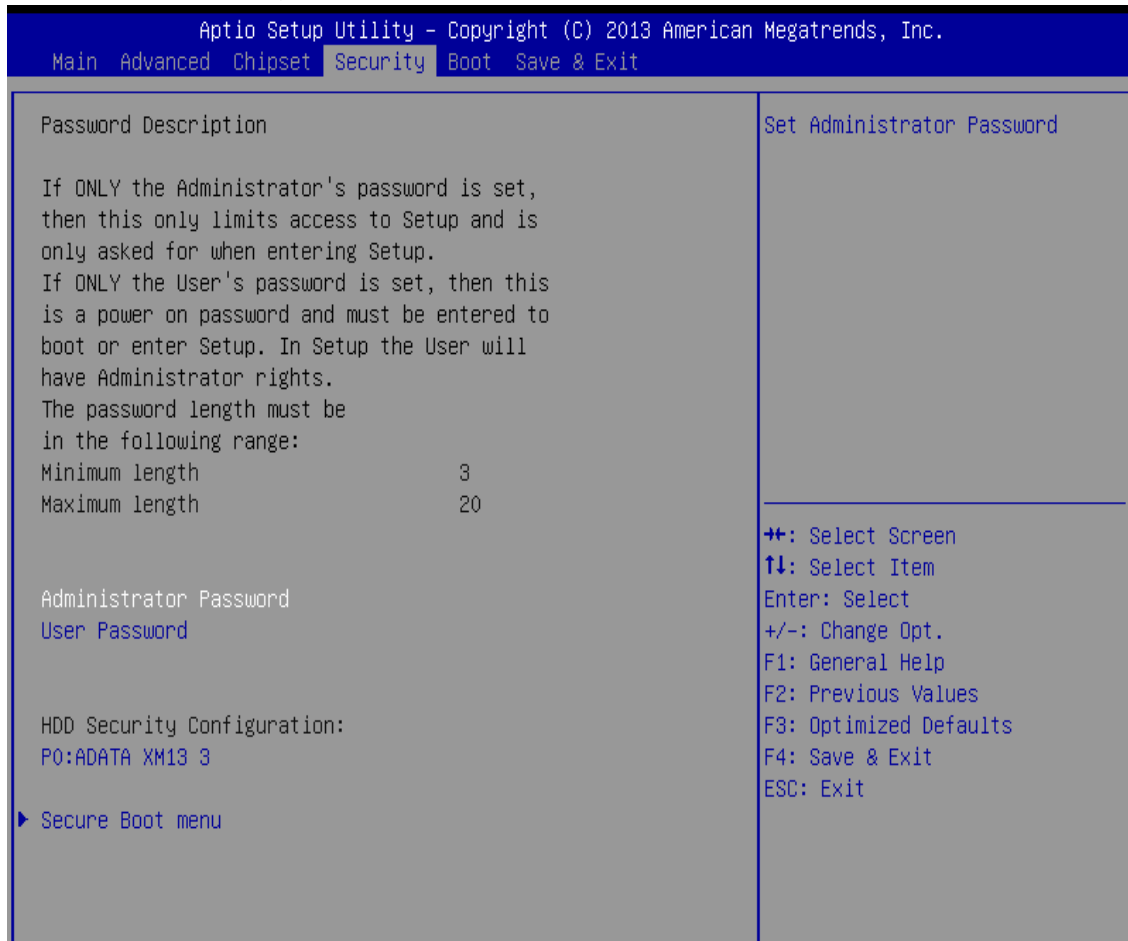 Aptio Setup Utility – Copyright (C) 2013 American Megatrends, Inc.
Main Advanced Chipset Security Boot Save & Exit
Password Description
If ONLY the Administrator's password is set,
then this only limits access to Setup and is
only asked for when entering Setup.
If ONLY the User's password is set, then this
is a power on password and must be entered to
boot or enter Setup. In Setup the User will
have Administrator rights.
The password length must be
in the following range:
Minimum length 3
Maximum length 20
Administrator Password
User Password
HDD Security Configuration:
P0:ADATA XM13 3
Secure Boot menu
Set Administrator Password
→←: Select Screen
↑↓: Select Item
Enter: Select
+/-: Change Opt.
F1: General Help
F2: Previous Values
F3: Optimized Defaults
F4: Save & Exit
ESC: Exit